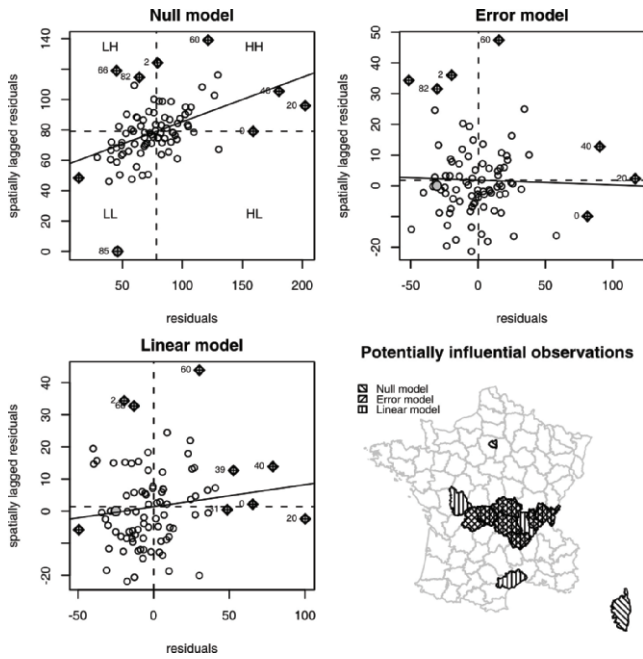 Null model
LH
HH
LL
HL
60
2
66
82
40
20
0
85
spatially lagged residuals
0 20 40 60 80 100 140
50 100 150 200
residuals
Error model
60
2
82
40
20
0
spatially lagged residuals
-20 0 10 20 30 40 50
-50 0 50 100
residuals
Linear model
60
2
66
39
40
0
20
spatially lagged residuals
-20 -10 0 10 20 30 40
-50 0 50 100
residuals
Potentially influential observations
Null model
Error model
Linear model